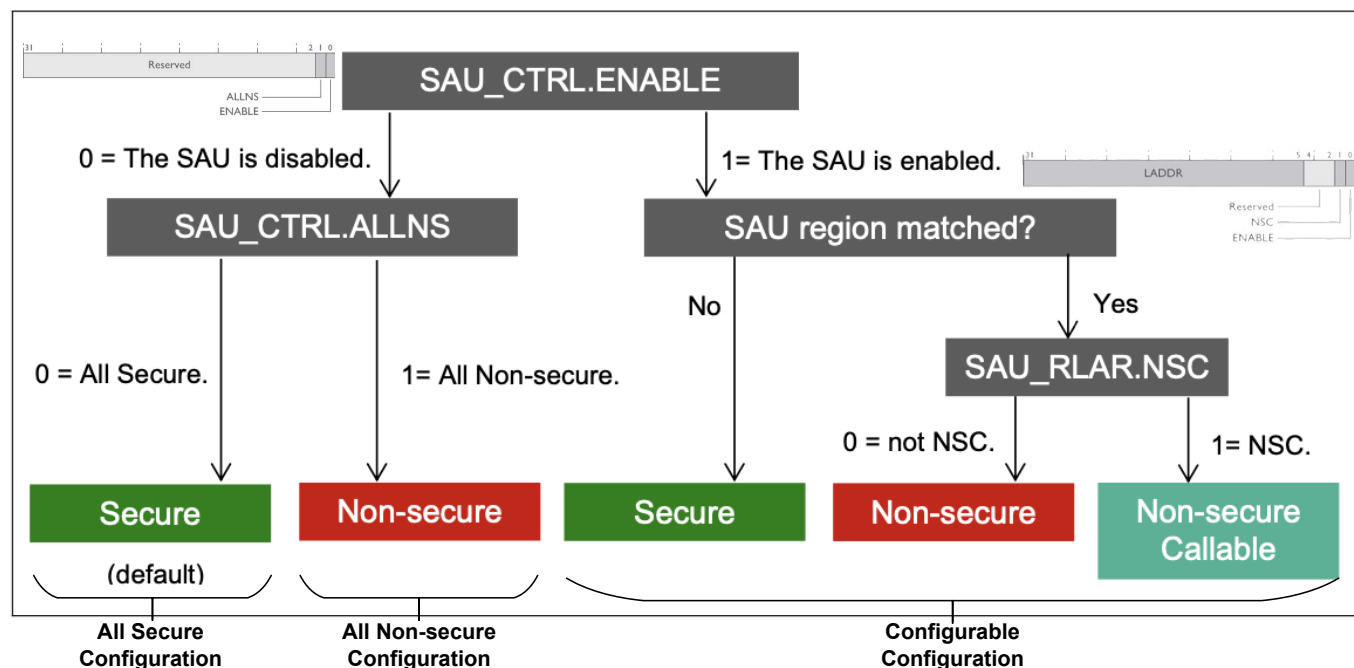 31 2 1 0
Reserved
ALLNS
ENABLE
SAU_CTRL.ENABLE
0 = The SAU is disabled.
1= The SAU is enabled.
31 5 4 2 1 0
LADDR
Reserved
NSC
ENABLE
SAU_CTRL.ALLNS
SAU region matched?
No
Yes
0 = All Secure.
1= All Non-secure.
SAU_RLAR.NSC
0 = not NSC.
1= NSC.
Secure
(default)
Non-secure
Secure
Non-secure
Non-secure
Callable
All Secure
Configuration
All Non-secure
Configuration
Configurable
Configuration